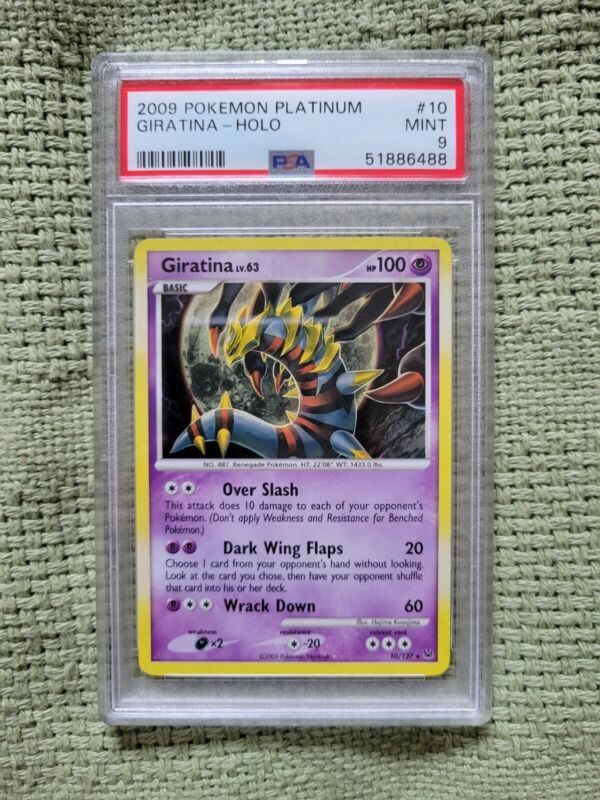 2009 POKEMON PLATINUM #10
GIRATINA - HOLO MINT
9
PSA 51886488
Giratina LV.63 HP 100
BASIC
NO. 487 Renegade Pokémon HT: 22'08" WT: 1433.0 lbs.
Over Slash
This attack does 10 damage to each of your opponent's
Pokémon. (Don't apply Weakness and Resistance for Benched
Pokémon.)
Dark Wing Flaps 20
Choose 1 card from your opponent's hand without looking.
Look at the card you chose, then have your opponent shuffle
that card into his or her deck.
Wrack Down 60
Illus. Hajime Kusajima
weakness resistance retreat cost
×2 -20
©2009 Pokémon/Nintendo 10/127 ★